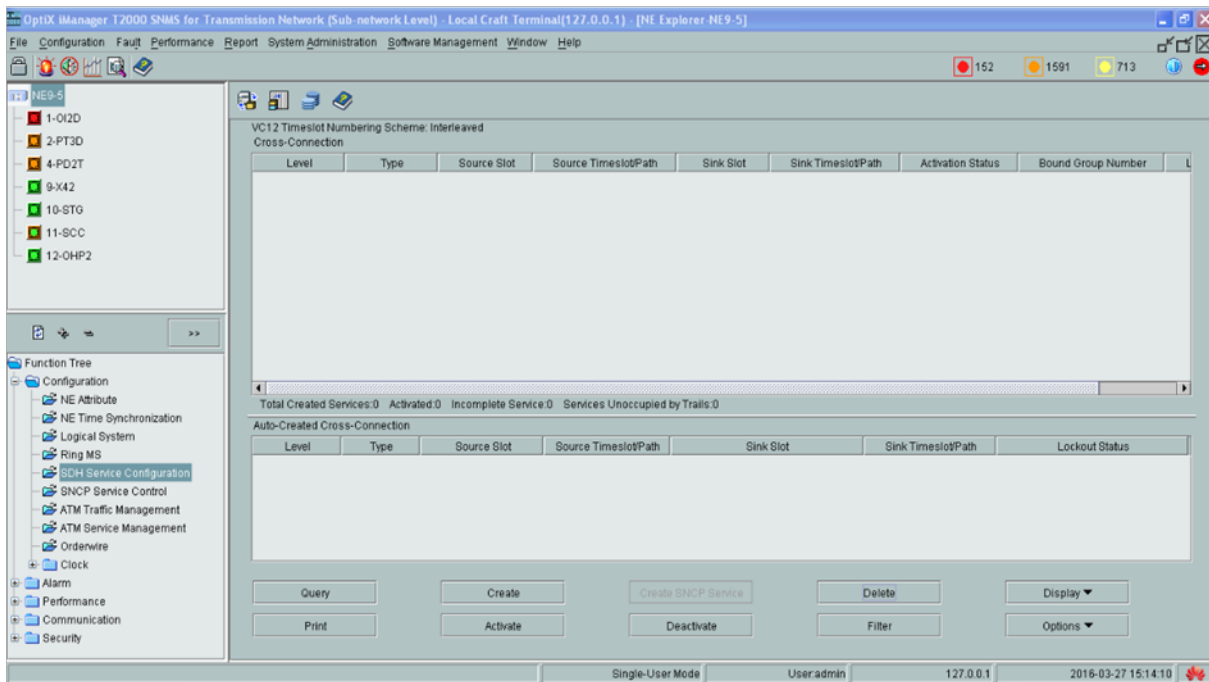 OptiX iManager T2000 SNMS for Transmission Network (Sub-network Level) - Local Craft Terminal(127.0.0.1) - [NE Explorer-NE9-5]
File Configuration Fault Performance Report System Administration Software Management Window Help
152 1591 713
NE9-5
1-OI2D
2-PT3D
4-PD2T
9-X42
10-STG
11-SCC
12-OHP2
>>
Function Tree
Configuration
NE Attribute
NE Time Synchronization
Logical System
Ring MS
SDH Service Configuration
SNCP Service Control
ATM Traffic Management
ATM Service Management
Orderwire
Clock
Alarm
Performance
Communication
Security
VC12 Timeslot Numbering Scheme: Interleaved
Cross-Connection
Level Type Source Slot Source Timeslot/Path Sink Slot Sink Timeslot/Path Activation Status Bound Group Number L
Total Created Services:0 Activated:0 Incomplete Service:0 Services Unoccupied by Trails:0
Auto-Created Cross-Connection
Level Type Source Slot Source Timeslot/Path Sink Slot Sink Timeslot/Path Lockout Status
Query Create Create SNCP Service Delete Display
Print Activate Deactivate Filter Options
Single-User Mode User:admin 127.0.0.1 2016-03-27 15:14:10